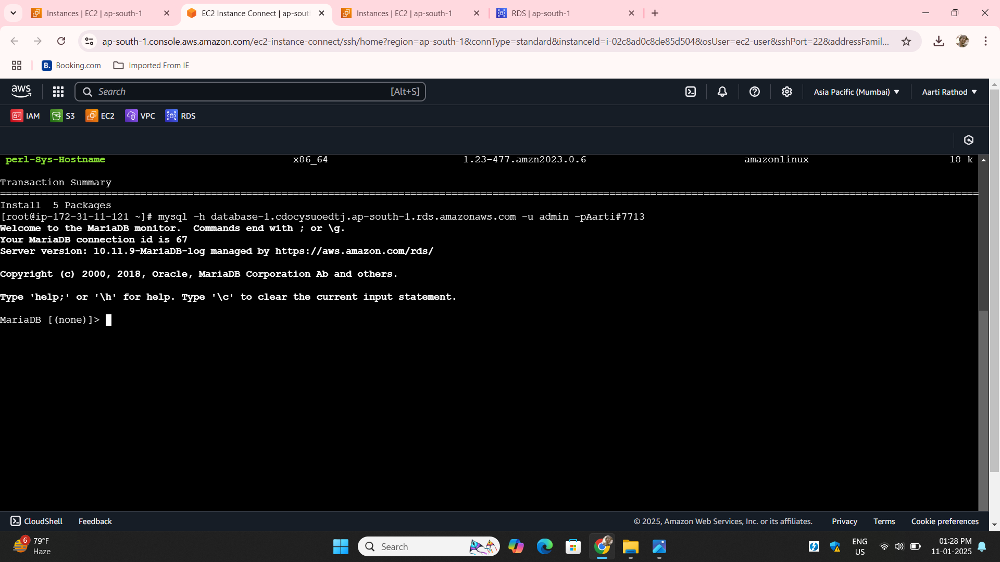 Instances | EC2 | ap-south-1
EC2 Instance Connect | ap-sout
Instances | EC2 | ap-south-1
RDS | ap-south-1
ap-south-1.console.aws.amazon.com/ec2-instance-connect/ssh/home?region=ap-south-1&connType=standard&instanceId=i-02c8ad0c8de85d504&osUser=ec2-user&sshPort=22&addressFamil...
B. Booking.com
Imported From IE
aws
Search [Alt+S]
Asia Pacific (Mumbai)
Aarti Rathod
IAM S3 EC2 VPC RDS
perl-Sys-Hostname x86_64 1.23-477.amzn2023.0.6 amazonlinux 18 k
Transaction Summary
Install  5 Packages
[root@ip-172-31-11-121 ~]# mysql -h database-1.cdocysuoedtj.ap-south-1.rds.amazonaws.com -u admin -pAarti#7713
Welcome to the MariaDB monitor.  Commands end with ; or \g.
Your MariaDB connection id is 67
Server version: 10.11.9-MariaDB-log managed by https://aws.amazon.com/rds/
Copyright (c) 2000, 2018, Oracle, MariaDB Corporation Ab and others.
Type 'help;' or '\h' for help. Type '\c' to clear the current input statement.
MariaDB [(none)]>
CloudShell Feedback © 2025, Amazon Web Services, Inc. or its affiliates. Privacy Terms Cookie preferences
6
79°F
Haze
Search
ENG
US
01:28 PM
11-01-2025